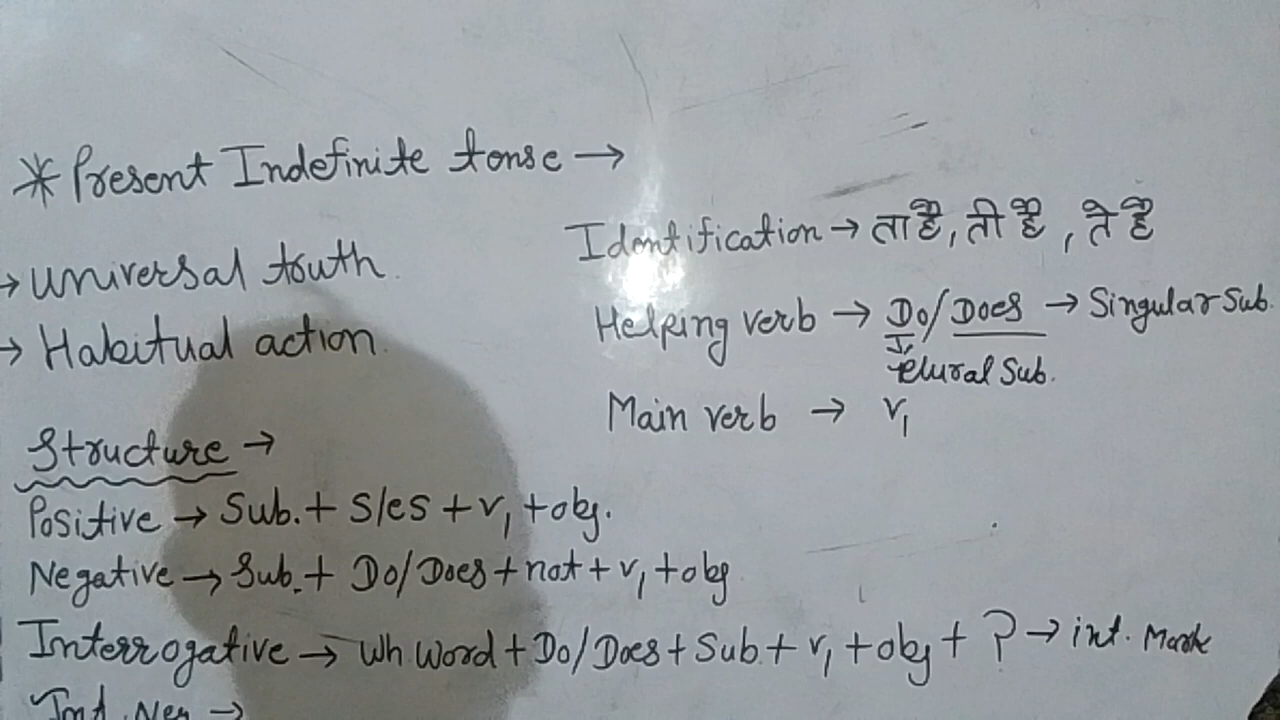 * Present Indefinite tense →
→ Universal truth
→ Habitual action
Identification → ता है, ती है, ते है
Helping verb → Do/Does → Singular Sub.
Plural Sub.
Main verb → V1
Structure →
Positive → Sub. + S/es + V1 + obj.
Negative → Sub. + Do/Does + not + V1 + obj
Interrogative → Wh Word + Do/Does + Sub + V1 + obj + ? → int. Mark
Int. Neg →